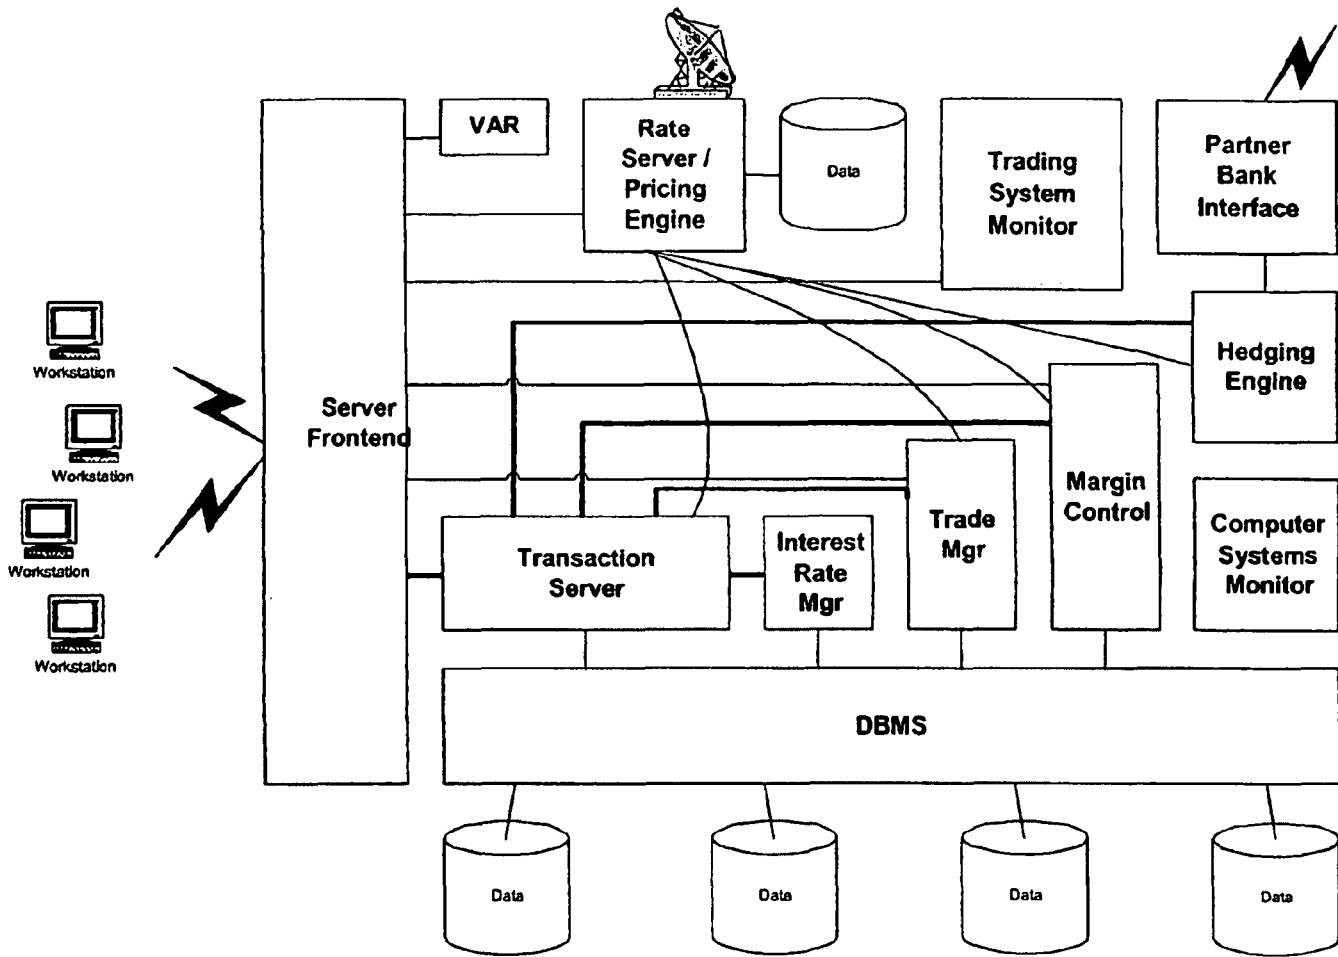 VAR
Rate
Server /
Pricing
Engine
Data
Trading
System
Monitor
Partner
Bank
Interface
Workstation
Workstation
Workstation
Workstation
Server
Frontend
Hedging
Engine
Margin
Control
Trade
Mgr
Computer
Systems
Monitor
Transaction
Server
Interest
Rate
Mgr
DBMS
Data
Data
Data
Data